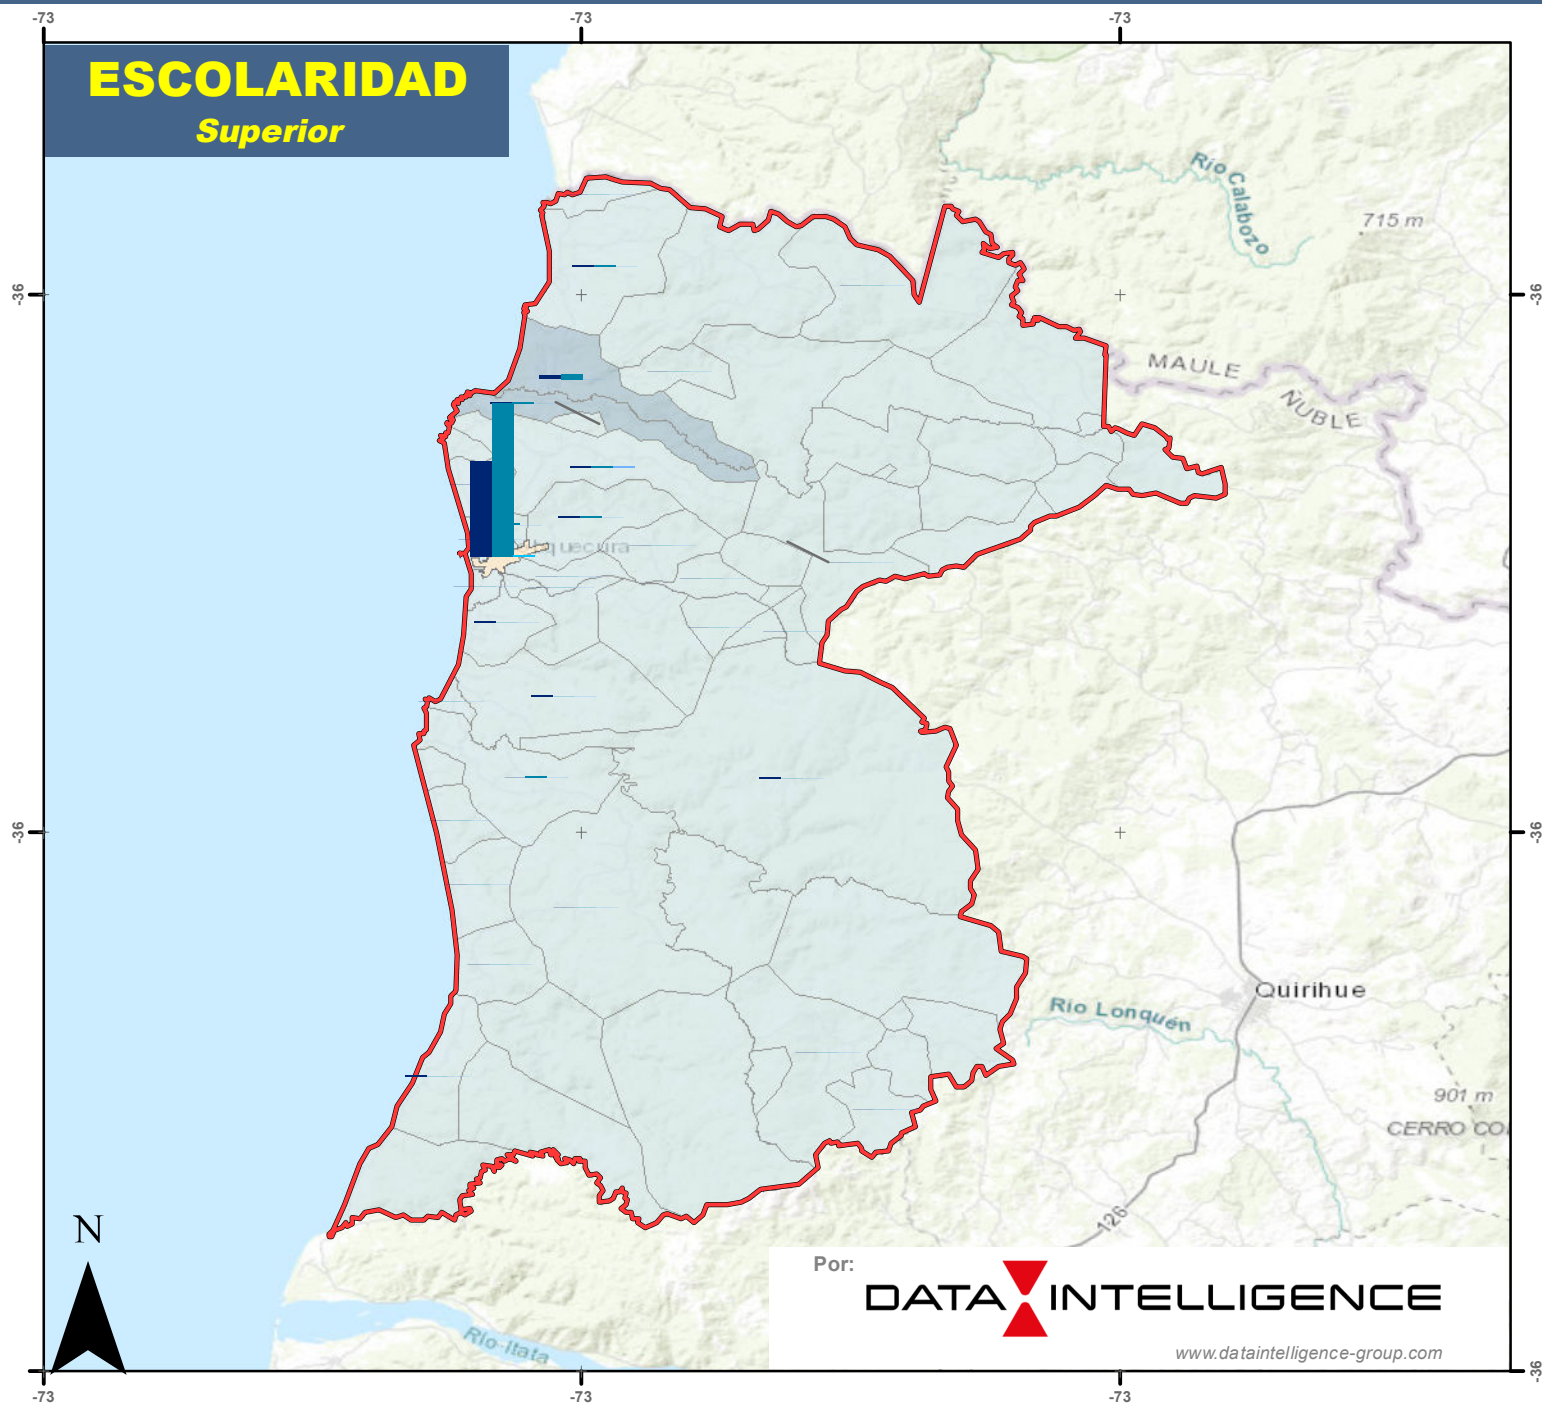 -73
-73
-73
ESCOLARIDAD
Superior
Río Calabozo
715 m
-36
-36
MAULE
ÑUBLE
quecura
-36
-36
Quirihue
Río Lonquén
901 m
CERRO CO
126
N
Por:
DATA INTELLIGENCE
www.dataintelligence-group.com
Río Itata
-36
-73
-73
-73